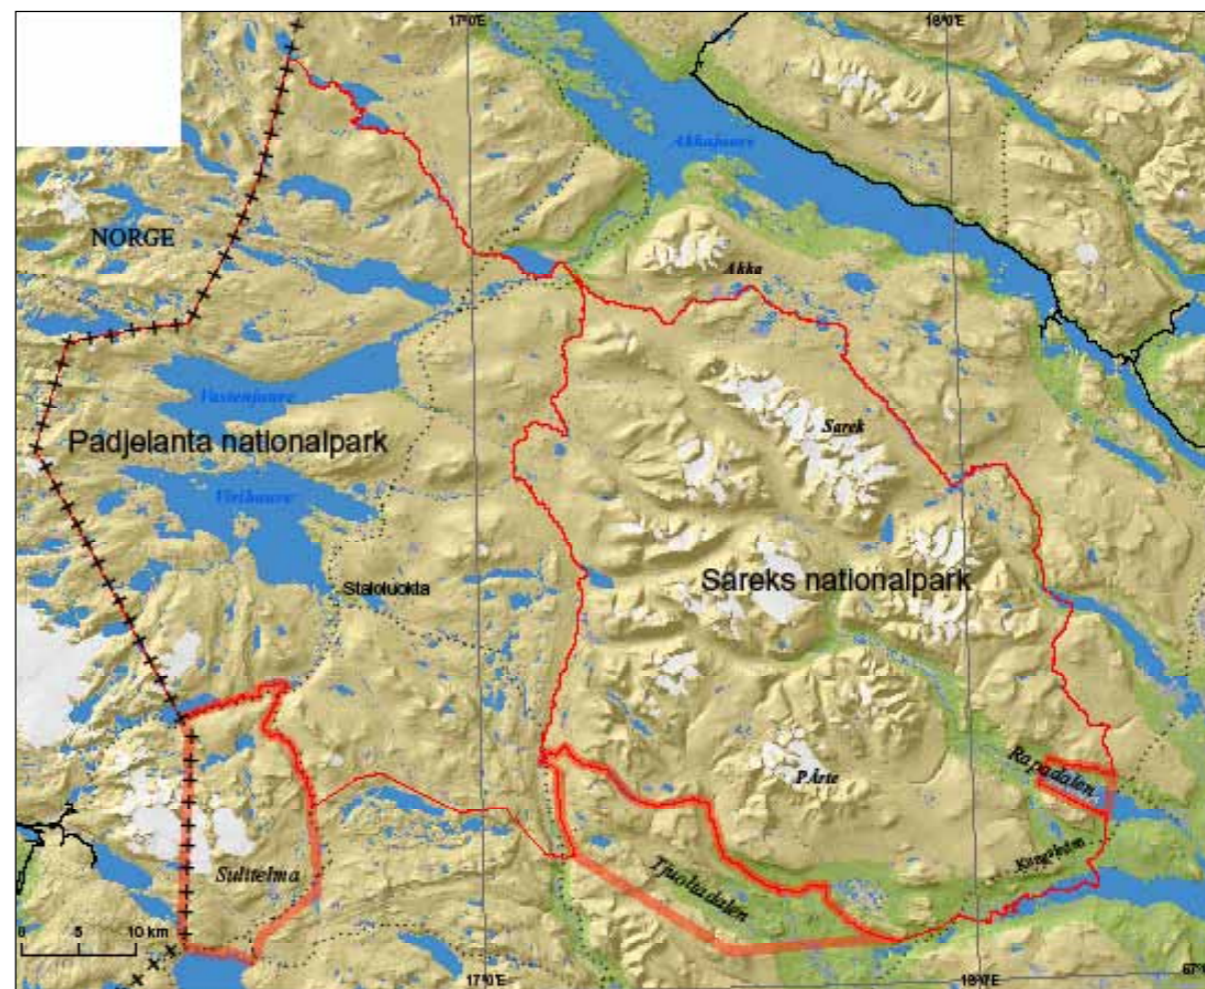 17°0'E
18°0'E
Akkajaure
NORGE
Akka
Vastenjaure
Sarek
Padjelanta nationalpark
Virihaure
Sareks nationalpark
Staloluokta
Rapadalen
PÅrte
Kungsleden
Sulitelma
Tjuoltadalen
0 5 10 km
17°0'E
18°0'E
67°